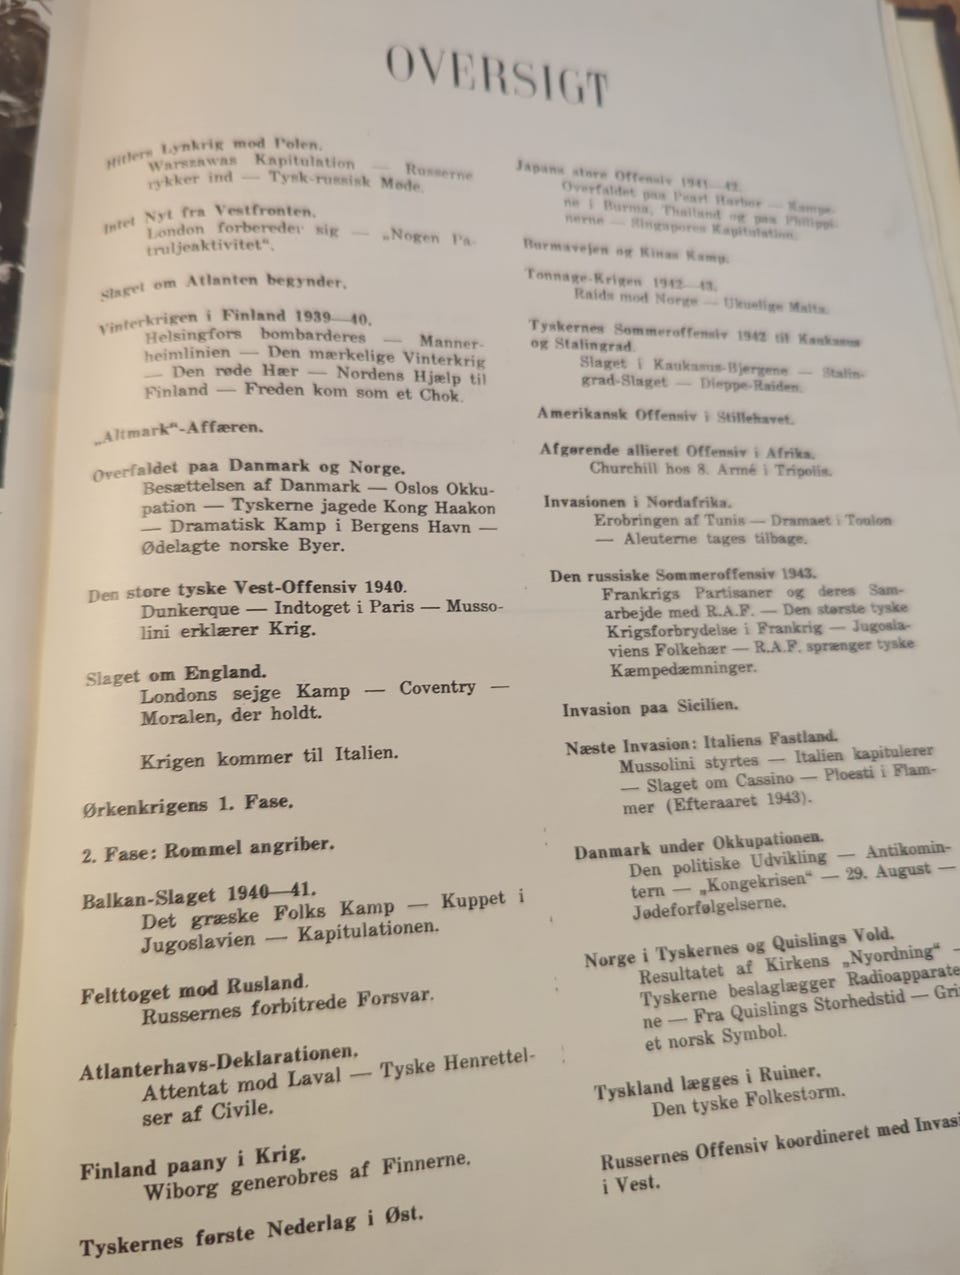 OVERSIGT
Hitlers Lynkrig mod Polen.
Warszawas Kapitulation — Russerne
rykker ind — Tysk-russisk Møde.
Intet Nyt fra Vestfronten.
London forbereder sig — „Nogen Pa-
truljeaktivitet“.
Slaget om Atlanten begynder.
Vinterkrigen i Finland 1939—40.
Helsingfors bombarderes — Manner-
heimlinien — Den mærkelige Vinterkrig
— Den røde Hær — Nordens Hjælp til
Finland — Freden kom som et Chok.
„Altmark“-Affæren.
Overfaldet paa Danmark og Norge.
Besættelsen af Danmark — Oslos Okku-
pation — Tyskerne jagede Kong Haakon
— Dramatisk Kamp i Bergens Havn —
Ødelagte norske Byer.
Den store tyske Vest-Offensiv 1940.
Dunkerque — Indtoget i Paris — Musso-
lini erklærer Krig.
Slaget om England.
Londons sejge Kamp — Coventry —
Moralen, der holdt.
Krigen kommer til Italien.
Ørkenkrigens 1. Fase.
2. Fase: Rommel angriber.
Balkan-Slaget 1940—41.
Det græske Folks Kamp — Kuppet i
Jugoslavien — Kapitulationen.
Felttoget mod Rusland.
Russernes forbitrede Forsvar.
Atlanterhavs-Deklarationen.
Attentat mod Laval — Tyske Henrettel-
ser af Civile.
Finland paany i Krig.
Wiborg generobres af Finnerne.
Tyskernes første Nederlag i Øst.
Japans store Offensiv 1941—42.
Overfaldet paa Pearl Harbor — Kampe-
ne i Burma, Thailand og paa Philippi-
nerne — Singapores Kapitulation.
Burmavejen og Kinas Kamp.
Tonnage-Krigen 1942—43.
Raids mod Norge — Ukuelige Malta.
Tyskernes Sommeroffensiv 1942 til Kaukasus
og Stalingrad.
Slaget i Kaukasus-Bjergene — Stalin-
grad-Slaget — Dieppe-Raiden.
Amerikansk Offensiv i Stillehavet.
Afgørende allieret Offensiv i Afrika.
Churchill hos 8. Armé i Tripolis.
Invasionen i Nordafrika.
Erobringen af Tunis — Dramaet i Toulon
— Aleuterne tages tilbage.
Den russiske Sommeroffensiv 1943.
Frankrigs Partisaner og deres Sam-
arbejde med R.A.F. — Den største tyske
Krigsforbrydelse i Frankrig — Jugosla-
viens Folkehær — R.A.F. sprænger tyske
Kæmpedæmninger.
Invasion paa Sicilien.
Næste Invasion: Italiens Fastland.
Mussolini styrtes — Italien kapitulerer
— Slaget om Cassino — Ploesti i Flam-
mer (Efteraaret 1943).
Danmark under Okkupationen.
Den politiske Udvikling — Antikomin-
tern — „Kongekrisen“ — 29. August —
Jødeforfølgelserne.
Norge i Tyskernes og Quislings Vold.
Resultatet af Kirkens „Nyordning“ —
Tyskerne beslaglægger Radioapparate
ne — Fra Quislings Storhedstid — Gri
et norsk Symbol.
Tyskland lægges i Ruiner.
Den tyske Folkestorm.
Russernes Offensiv koordineret med Invasi
i Vest.